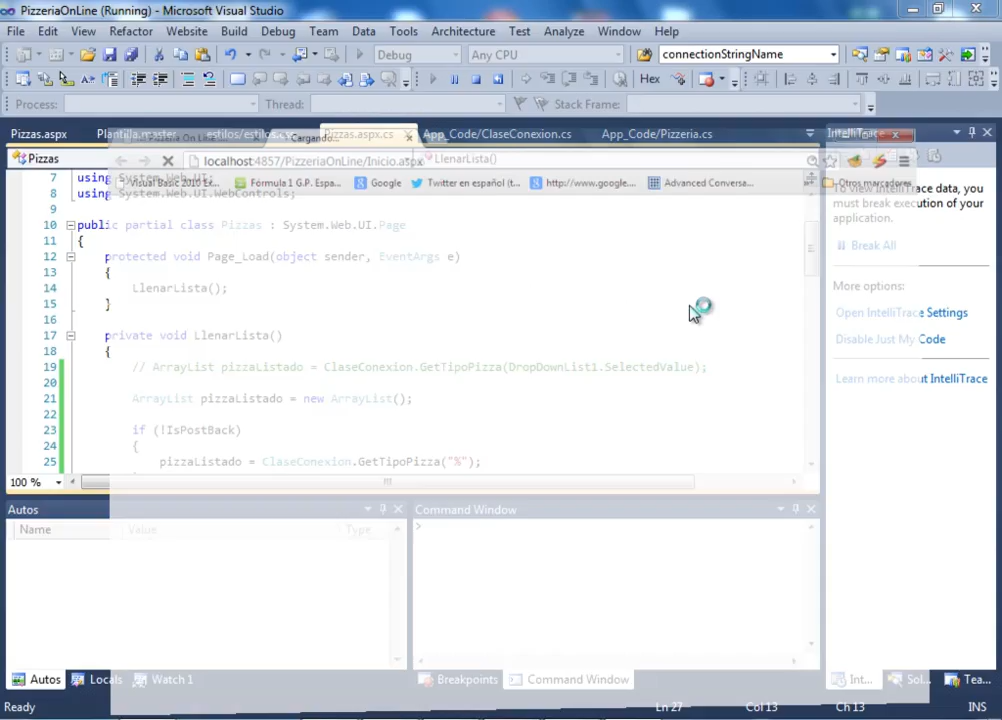 PizzeriaOnLine (Running) - Microsoft Visual Studio
File Edit View Refactor Website Build Debug Team Data Tools Architecture Test Analyze Window Help
Debug Any CPU connectionStringName
Hex
Process: Thread: Stack Frame:
Pizzas.aspx Plantilla.master estilos/estilos.css Pizzas.aspx.cs App_Code/ClaseConexion.cs App_Code/Pizzeria.cs IntelliTrace
Pizzeria On Line Cargando...
Pizzas localhost:4857/PizzeriaOnLine/Inicio.aspx LlenarLista()
Visual Basic 2010 Ex... Fórmula 1 G.P. Espa... Google Twitter en español (t... http://www.google.... Advanced Conversa... Otros marcadores
7 using System.Web.UI;
8 using System.Web.UI.WebControls;
9
10 public partial class Pizzas : System.Web.UI.Page
11 {
12 protected void Page_Load(object sender, EventArgs e)
13 {
14 LlenarLista();
15 }
16
17 private void LlenarLista()
18 {
19 // ArrayList pizzaListado = ClaseConexion.GetTipoPizza(DropDownList1.SelectedValue);
20
21 ArrayList pizzaListado = new ArrayList();
22
23 if (!IsPostBack)
24 {
25 pizzaListado = ClaseConexion.GetTipoPizza("%");
100 %
To view IntelliTrace data, you
must break execution of your
application.
Break All
More options:
Open IntelliTrace Settings
Disable Just My Code
Learn more about IntelliTrace
Autos
Name Value Type
Command Window
>
Autos Locals Watch 1
Breakpoints Command Window
Int... Sol... Tea...
Ready Ln 27 Col 13 Ch 13 INS